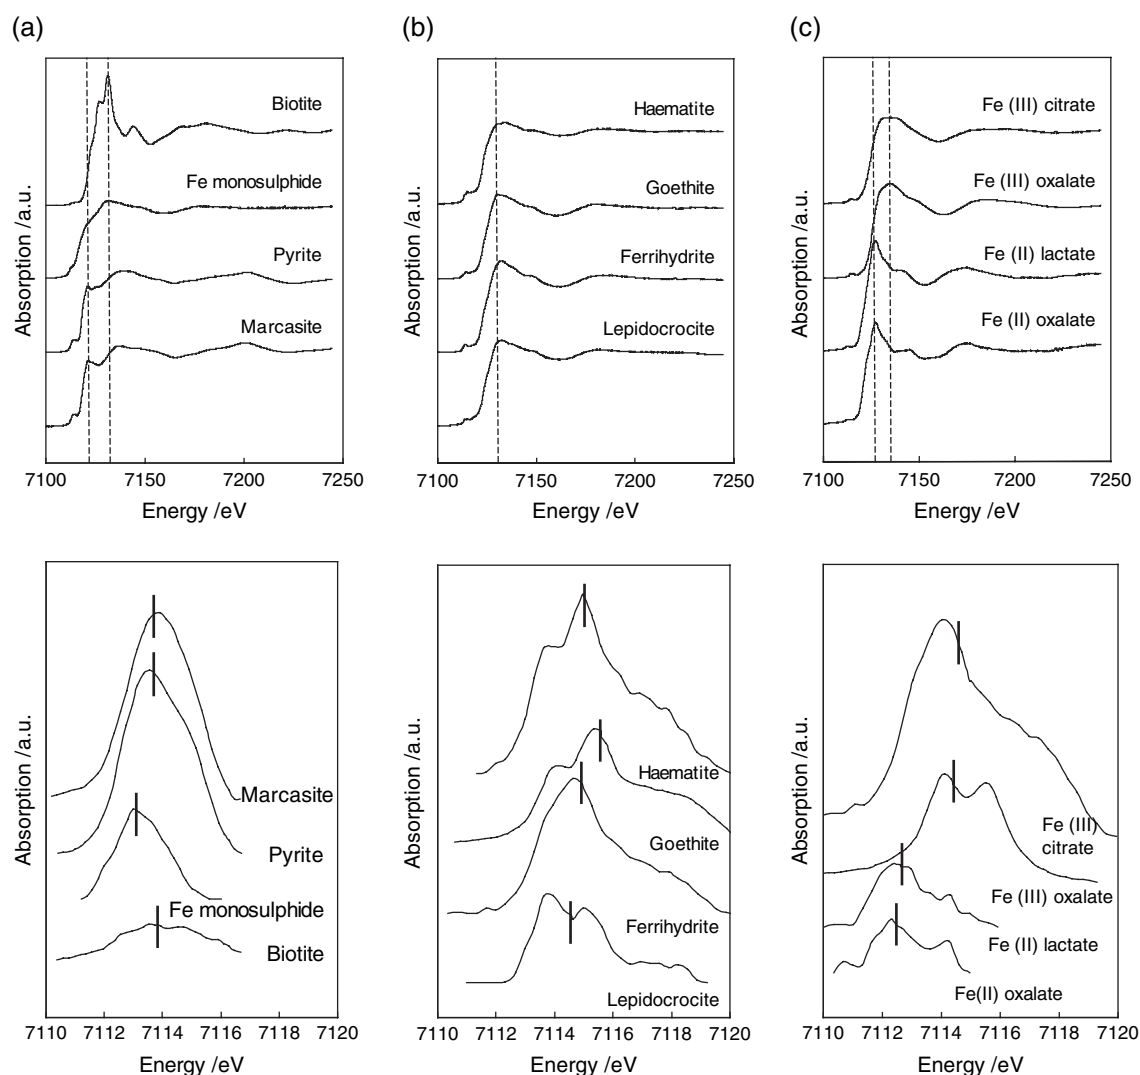 (a)
Absorption /a.u.
Biotite
Fe monosulphide
Pyrite
Marcasite
7100 7150 7200 7250
Energy /eV
(b)
Absorption /a.u.
Haematite
Goethite
Ferrihydrite
Lepidocrocite
7100 7150 7200 7250
Energy /eV
(c)
Absorption /a.u.
Fe (III) citrate
Fe (III) oxalate
Fe (II) lactate
Fe (II) oxalate
7100 7150 7200 7250
Energy /eV
Absorption /a.u.
Marcasite
Pyrite
Fe monosulphide
Biotite
7110 7112 7114 7116 7118 7120
Energy /eV
Absorption /a.u.
Haematite
Goethite
Ferrihydrite
Lepidocrocite
7110 7112 7114 7116 7118 7120
Energy /eV
Absorption /a.u.
Fe (III)
citrate
Fe (III) oxalate
Fe (II) lactate
Fe(II) oxalate
7110 7112 7114 7116 7118 7120
Energy /eV